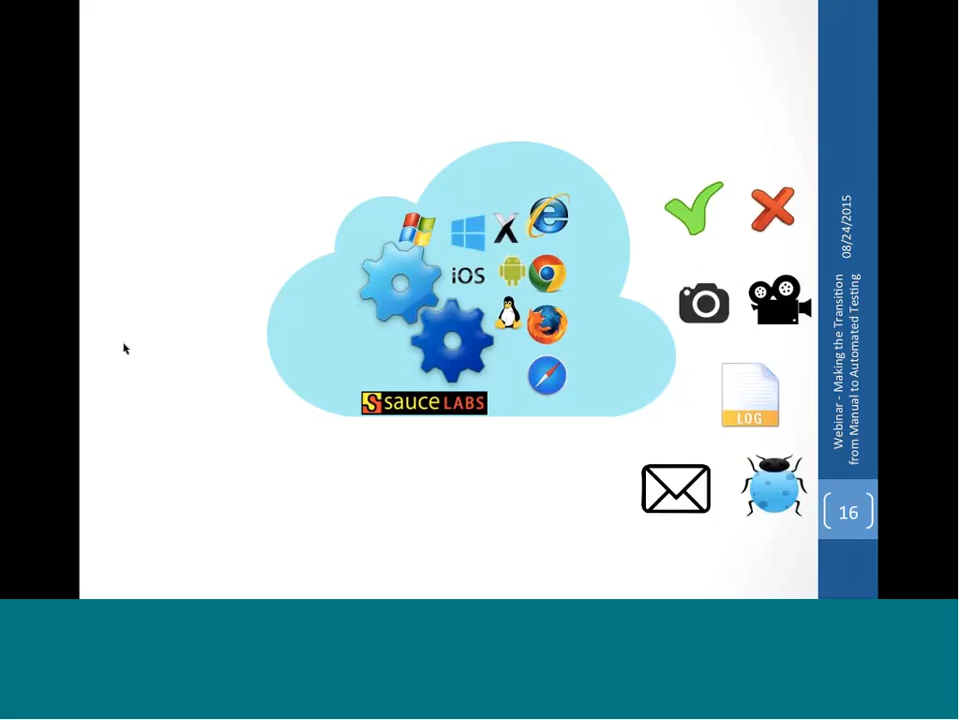 iOS
S sauce LABS
LOG
08/24/2015
Webinar - Making the Transition
from Manual to Automated Testing
16